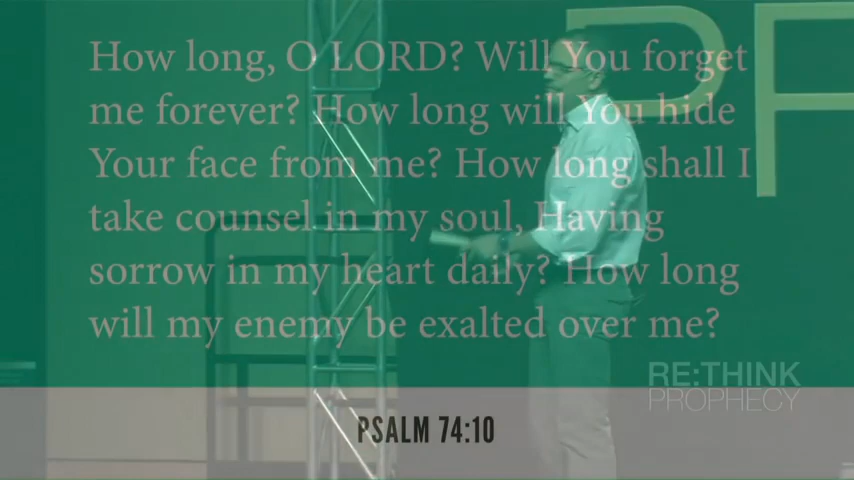 How long, O LORD? Will You forget
me forever? How long will You hide
Your face from me? How long shall I
take counsel in my soul, Having
sorrow in my heart daily? How long
will my enemy be exalted over me?
RE:THINK
PROPHECY
PSALM 74:10